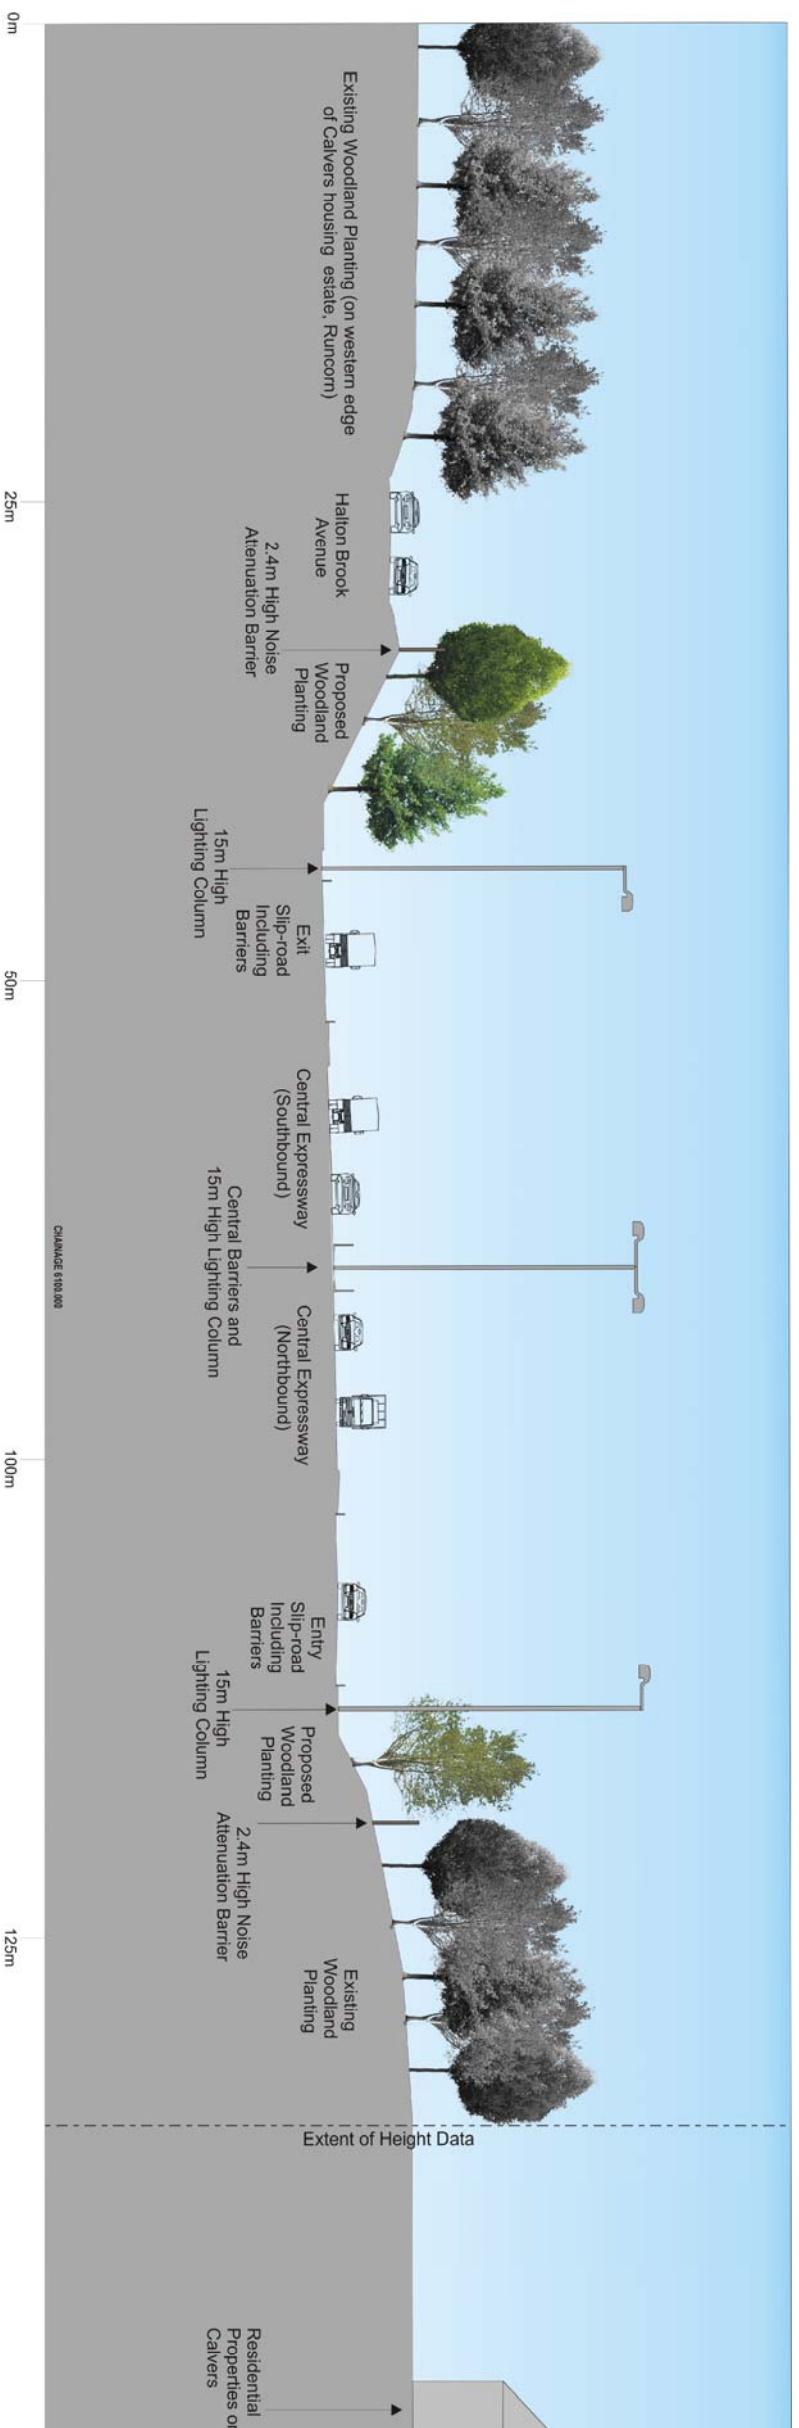 0m
Existing Woodland Planting (on western edge
of Calvers housing estate, Runcorn)
25m
Halton Brook
Avenue
2.4m High Noise
Attenuation Barrier
Proposed
Woodland
Planting
15m High
Lighting Column
Exit
Slip-road
Including
Barriers
50m
Central Expressway
(Southbound)
Central Barriers and
15m High Lighting Column
CHAINAGE 6100.000
Central Expressway
(Northbound)
100m
Entry
Slip-road
Including
Barriers
15m High
Lighting Column
Proposed
Woodland
Planting
2.4m High Noise
Attenuation Barrier
125m
Existing
Woodland
Planting
Extent of Height Data
Residential
Properties
Calvers